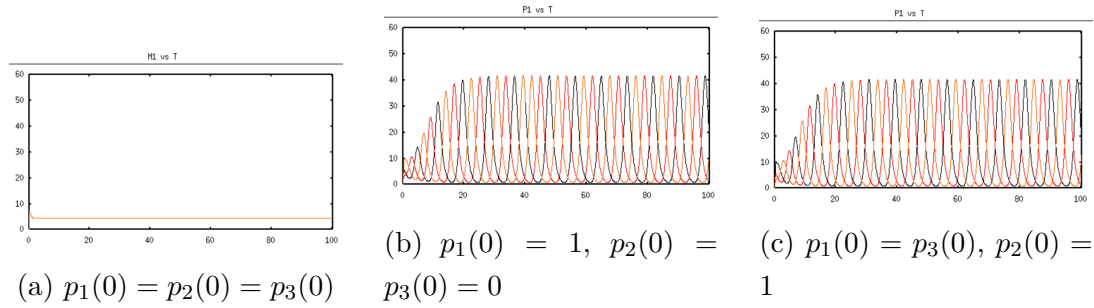 M1 vs T
60
50
40
30
20
10
0
0 20 40 60 80 100
(a) p₁(0) = p₂(0) = p₃(0)
P1 vs T
60
50
40
30
20
10
0
0 20 40 60 80 100
(b) p₁(0) = 1, p₂(0) =
p₃(0) = 0
P1 vs T
60
50
40
30
20
10
0
0 20 40 60 80 100
(c) p₁(0) = p₃(0), p₂(0) =
1